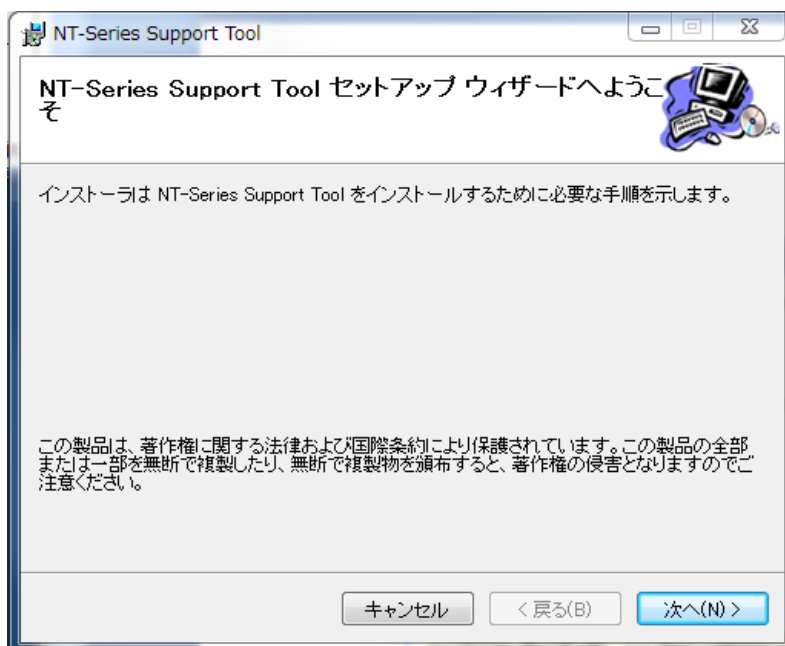 NT-Series Support Tool
NT-Series Support Tool セットアップ ウィザードへようこ
そ
インストーラは NT-Series Support Tool をインストールするために必要な手順を示します。
この製品は、著作権に関する法律および国際条約により保護されています。この製品の全部
または一部を無断で複製したり、無断で複製物を頒布すると、著作権の侵害となりますのでご
注意ください。
キャンセル
< 戻る(B)
次へ(N) >